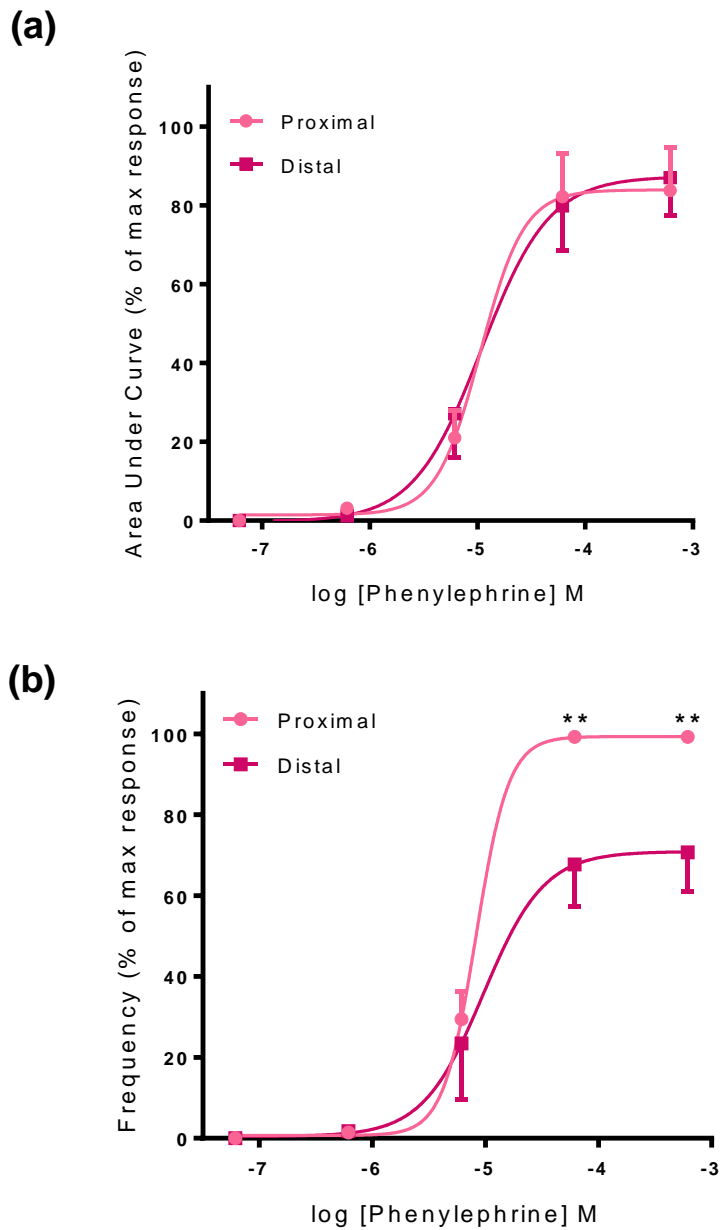 (a)
Area Under Curve (% of max response)
100
80
60
40
20
0
Proximal
Distal
-7 -6 -5 -4 -3
log [Phenylephrine] M
(b)
Frequency (% of max response)
100
80
60
40
20
0
Proximal
Distal
** **
-7 -6 -5 -4 -3
log [Phenylephrine] M